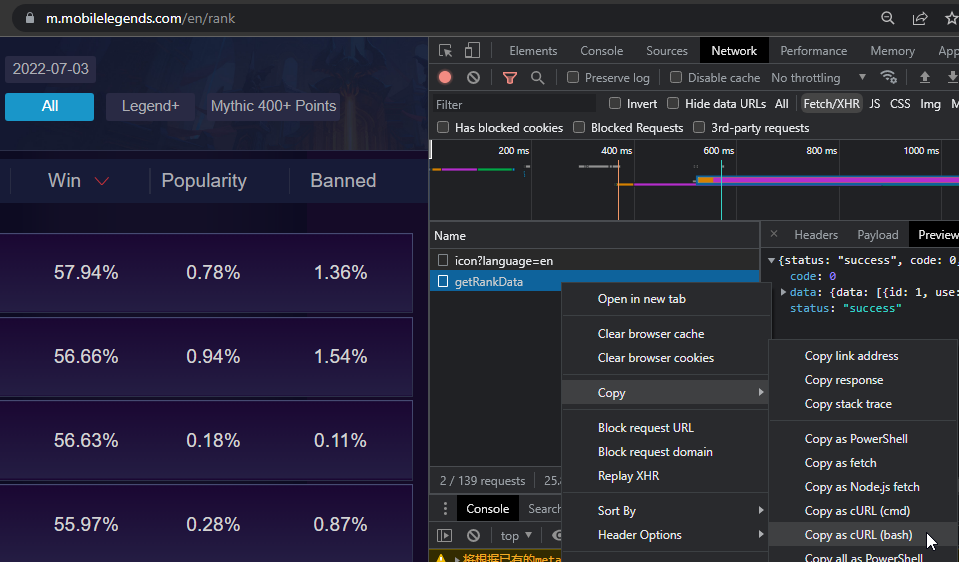 m.mobilelegends.com/en/rank
2022-07-03
All Legend+ Mythic 400+ Points
Win Popularity Banned
57.94% 0.78% 1.36%
56.66% 0.94% 1.54%
56.63% 0.18% 0.11%
55.97% 0.28% 0.87%
Elements Console Sources Network Performance Memory App
Preserve log Disable cache No throttling
Filter Invert Hide data URLs All Fetch/XHR JS CSS Img M
Has blocked cookies Blocked Requests 3rd-party requests
200 ms 400 ms 600 ms 800 ms 1000 ms
Name
icon?language=en
getRankData
× Headers Payload Preview
{status: "success", code: 0,
code: 0
data: {data: [{id: 1, use:
status: "success"
Open in new tab
Clear browser cache
Clear browser cookies
Copy
Block request URL
Block request domain
Replay XHR
Sort By
Header Options
Copy link address
Copy response
Copy stack trace
Copy as PowerShell
Copy as fetch
Copy as Node.js fetch
Copy as cURL (cmd)
Copy as cURL (bash)
Copy all as PowerShell
2 / 139 requests 25.
Console Search
top
将根据已有的meta